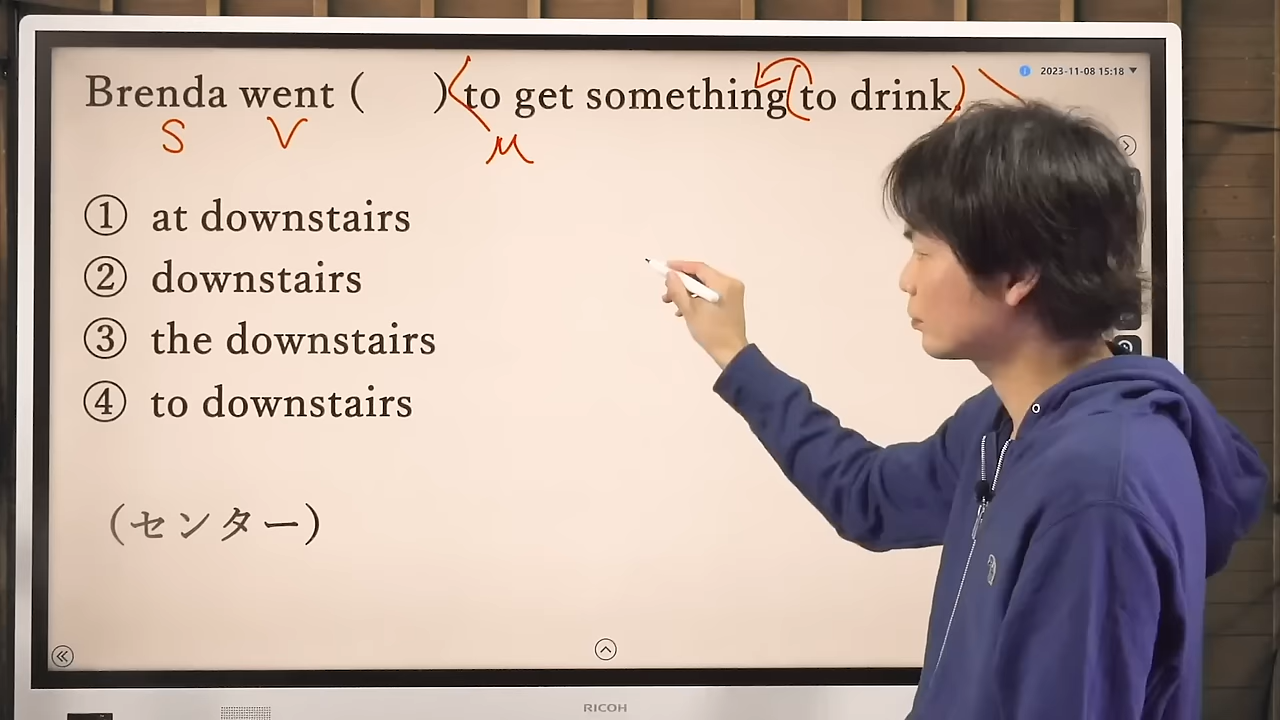 2023-11-08 15:18
Brenda went ( ) to get something to drink.
S V M
① at downstairs
② downstairs
③ the downstairs
④ to downstairs
(センター)
RICOH